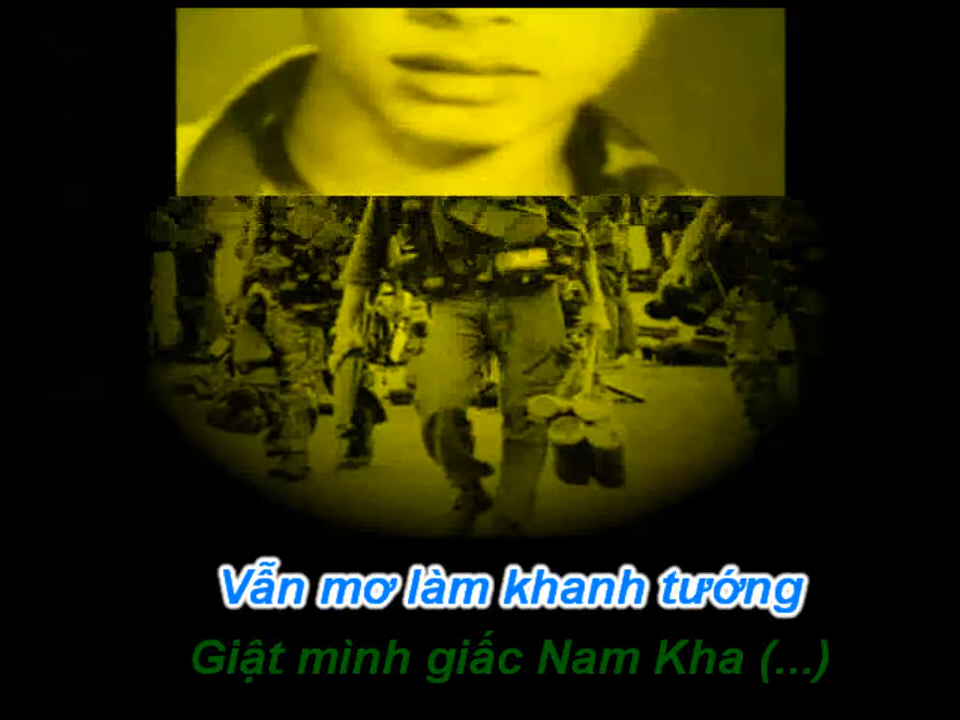 Vẫn mơ làm khanh tướng
Giật mình giấc Nam Kha (...)